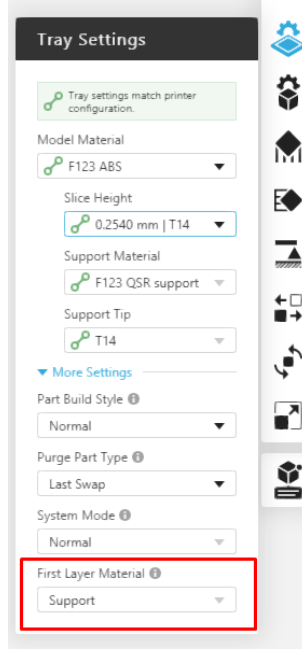 Tray Settings
Tray settings match printer
configuration.
Model Material
F123 ABS
Slice Height
0.2540 mm | T14
Support Material
F123 QSR support
Support Tip
T14
More Settings
Part Build Style
Normal
Purge Part Type
Last Swap
System Mode
Normal
First Layer Material
Support